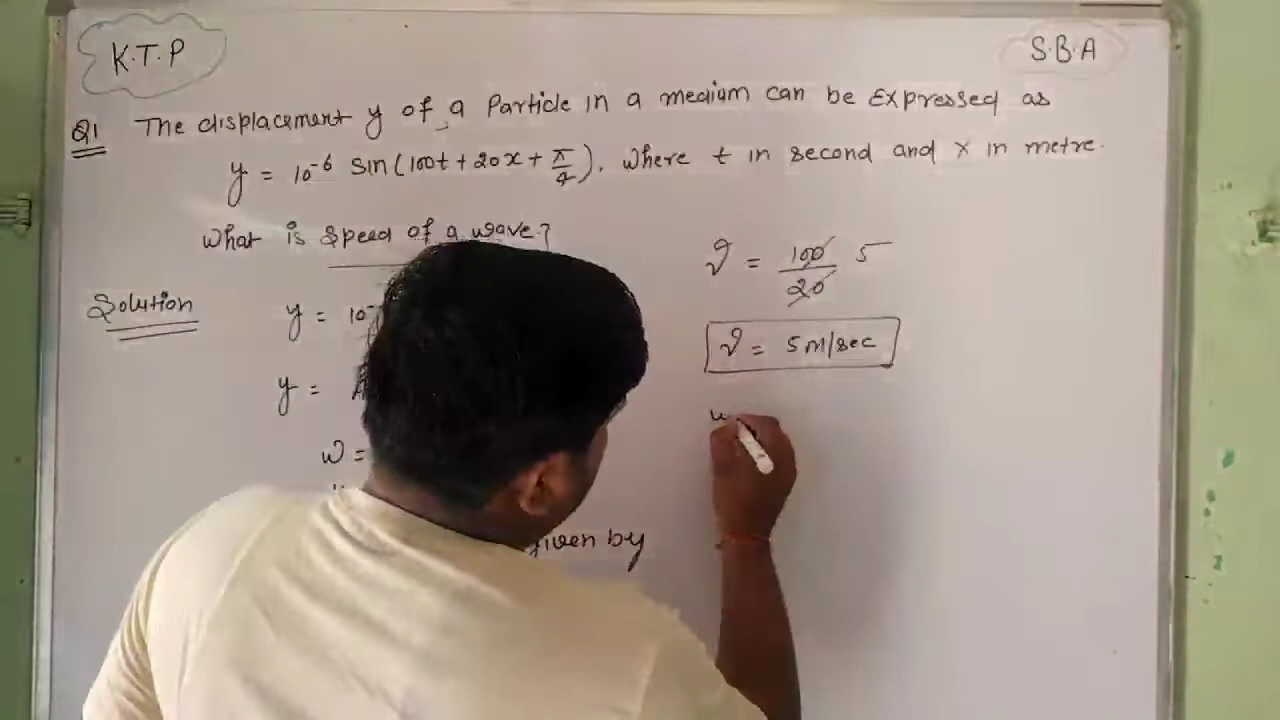 K.T.P
S.B.A
Q1 The displacement y of a Particle in a medium can be Expressed as
y = 10⁻⁶ sin(100t + 20x + π/4). where t in second and x in metre.
What is speed of a wave?
Solution
y = 10
y =
ω =
given by
v = 100/20 5
v = 5m/sec